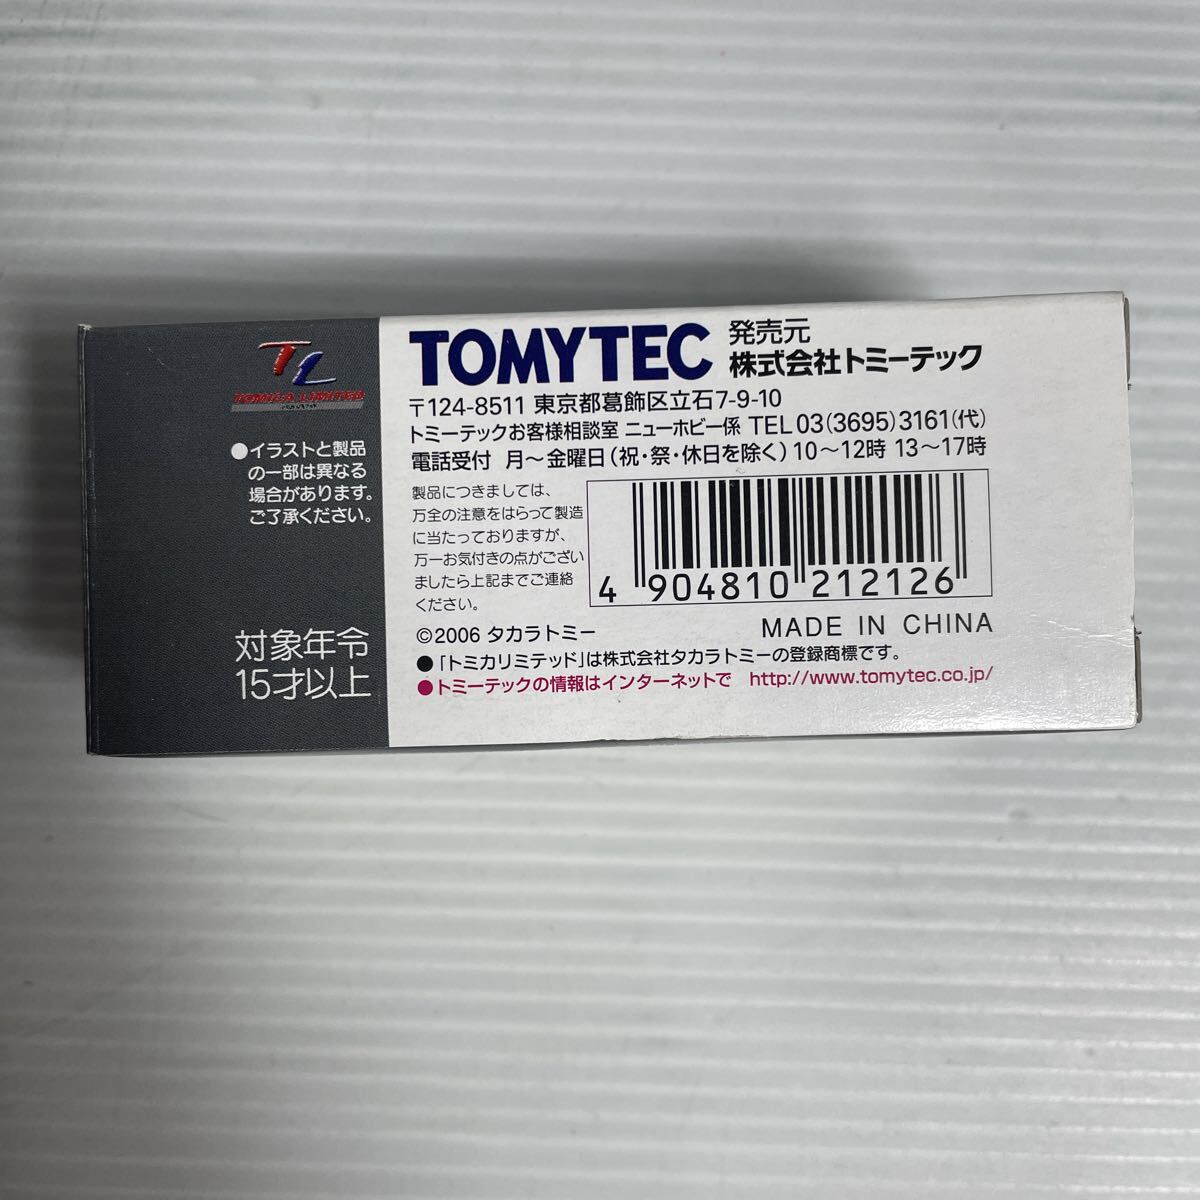 TL
TOMICA LIMITED
●イラストと製品
の一部は異なる
場合があります。
ご了承ください。
対象年令
15才以上
TOMYTEC
発売元
株式会社トミーテック
〒124-8511 東京都葛飾区立石7-9-10
トミーテックお客様相談室 ニューホビー係 TEL 03(3695)3161(代)
電話受付 月～金曜日(祝・祭・休日を除く)10～12時 13～17時
製品につきましては、
万全の注意をはらって製造
に当たっておりますが、
万一お気付きの点がござい
ましたら上記までご連絡
ください。
4 904810 212126
©2006 タカラトミー
MADE IN CHINA
●「トミカリミテッド」は株式会社タカラトミーの登録商標です。
●トミーテックの情報はインターネットで http://www.tomytec.co.jp/